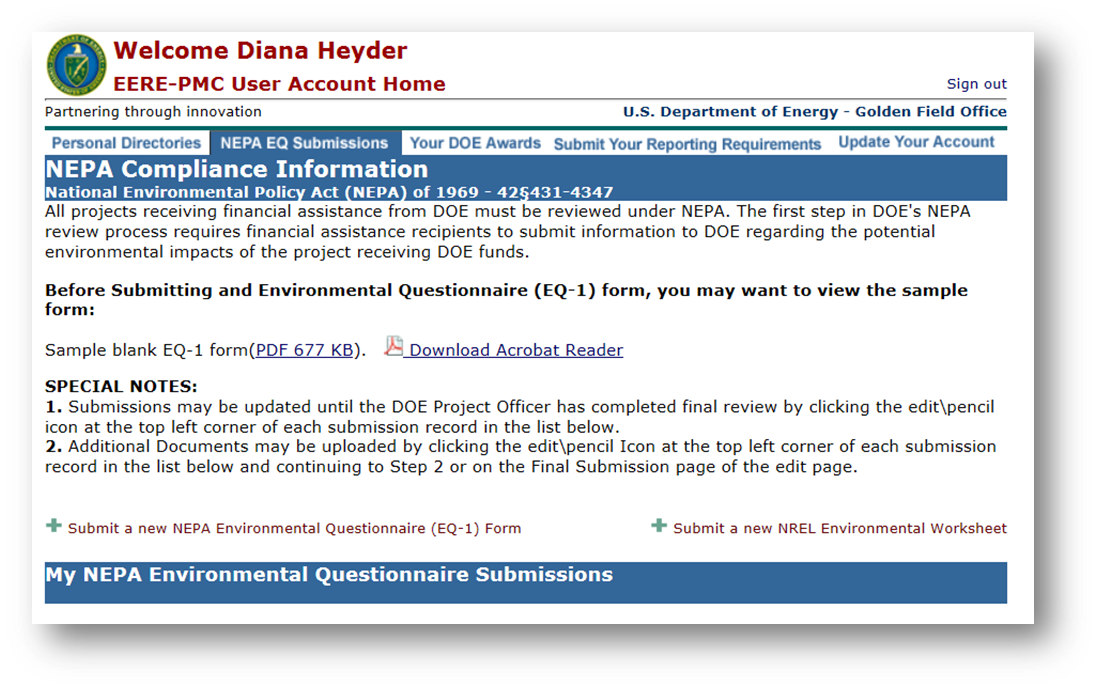 Welcome Diana Heyder
EERE-PMC User Account Home
Sign out
Partnering through innovation
U.S. Department of Energy - Golden Field Office
Personal Directories
NEPA EQ Submissions
Your DOE Awards
Submit Your Reporting Requirements
Update Your Account
NEPA Compliance Information
National Environmental Policy Act (NEPA) of 1969 - 42§431-4347
All projects receiving financial assistance from DOE must be reviewed under NEPA. The first step in DOE's NEPA
review process requires financial assistance recipients to submit information to DOE regarding the potential
environmental impacts of the project receiving DOE funds.
Before Submitting and Environmental Questionnaire (EQ-1) form, you may want to view the sample
form:
Sample blank EQ-1 form(PDF 677 KB). Download Acrobat Reader
SPECIAL NOTES:
1. Submissions may be updated until the DOE Project Officer has completed final review by clicking the edit\pencil
icon at the top left corner of each submission record in the list below.
2. Additional Documents may be uploaded by clicking the edit\pencil Icon at the top left corner of each submission
record in the list below and continuing to Step 2 or on the Final Submission page of the edit page.
Submit a new NEPA Environmental Questionnaire (EQ-1) Form
Submit a new NREL Environmental Worksheet
My NEPA Environmental Questionnaire Submissions